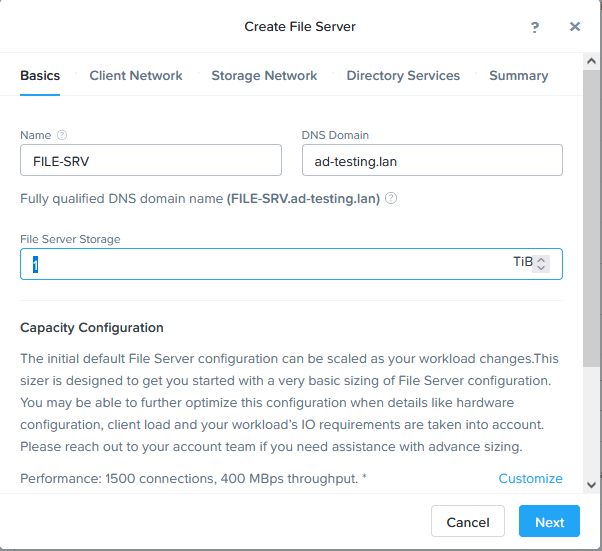 Create File Server
?
Basics Client Network Storage Network Directory Services Summary
Name ?
DNS Domain
FILE-SRV
ad-testing.lan
Fully qualified DNS domain name (FILE-SRV.ad-testing.lan) ?
File Server Storage
1 TiB
Capacity Configuration
The initial default File Server configuration can be scaled as your workload changes.This
sizer is designed to get you started with a very basic sizing of File Server configuration.
You may be able to further optimize this configuration when details like hardware
configuration, client load and your workload's IO requirements are taken into account.
Please reach out to your account team if you need assistance with advance sizing.
Performance: 1500 connections, 400 MBps throughput. * Customize
Cancel Next